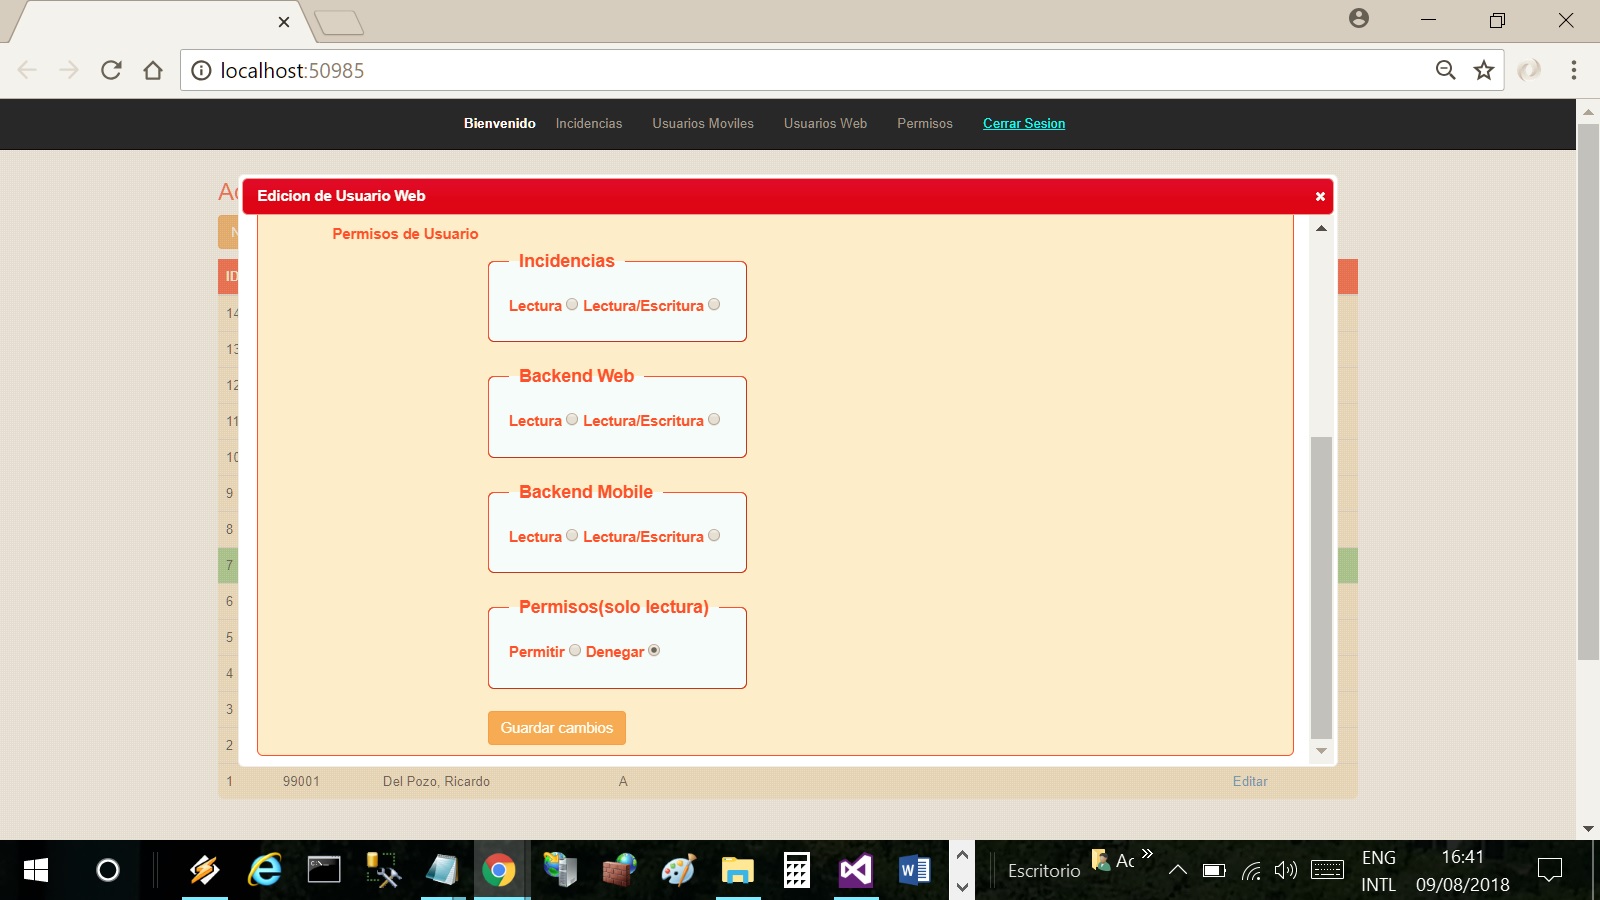 localhost:50985
Bienvenido Incidencias Usuarios Moviles Usuarios Web Permisos Cerrar Sesion
Edicion de Usuario Web
Permisos de Usuario
Incidencias
Lectura Lectura/Escritura
Backend Web
Lectura Lectura/Escritura
Backend Mobile
Lectura Lectura/Escritura
Permisos(solo lectura)
Permitir Denegar
Guardar cambios
ID
14
13
12
11
10
9
8
7
6
5
4
3
2
1 99001 Del Pozo, Ricardo A Editar
Escritorio
ENG
INTL
16:41
09/08/2018